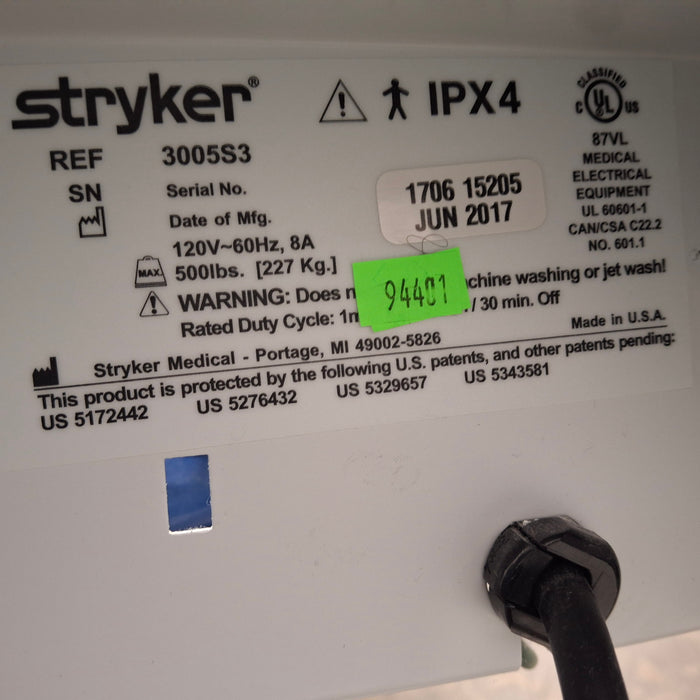 stryker® IPX4
CLASSIFIED
C UL US
REF 3005S3
87VL
MEDICAL
ELECTRICAL
EQUIPMENT
UL 60601-1
CAN/CSA C22.2
NO. 601.1
SN Serial No. 1706 15205
Date of Mfg. JUN 2017
120V~60Hz, 8A
MAX. 500lbs. [227 Kg.]
94401
WARNING: Does chine washing or jet wash!
Rated Duty Cycle: / 30 min. Off
Made in U.S.A.
Stryker Medical - Portage, MI 49002-5826
This product is protected by the following U.S. patents, and other patents pending:
US 5172442 US 5276432 US 5329657 US 5343581